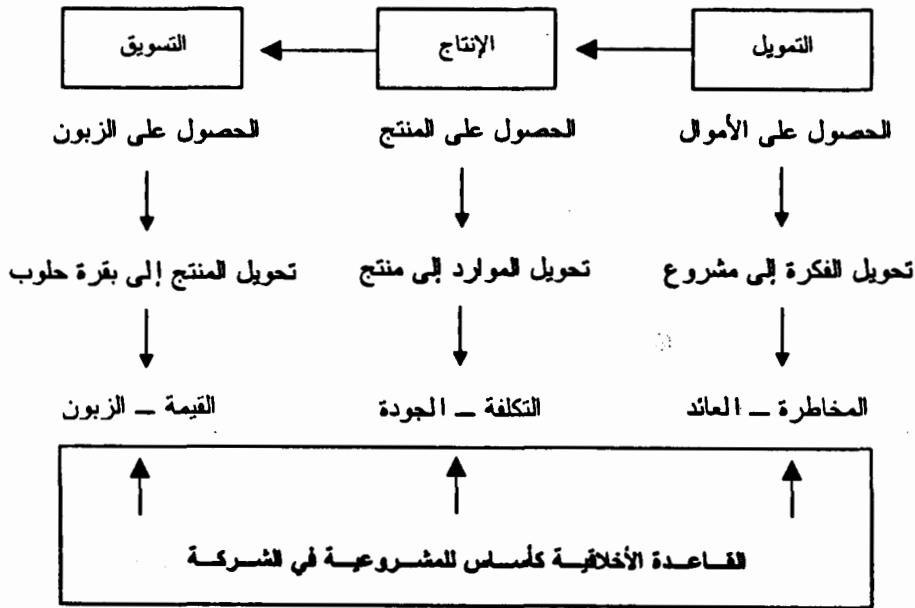 التمويل الإنتاج التسويق
الحصول على الأموال الحصول على المنتج الحصول على الزبون
تحويل الفكرة إلى مشروع تحويل الموارد إلى منتج تحويل المنتج إلى بقرة حلوب
المخاطرة – العائد التكلفة – الجودة القيمة – الزبون
القاعدة الأخلاقية كأساس للمشروعية في الشركة